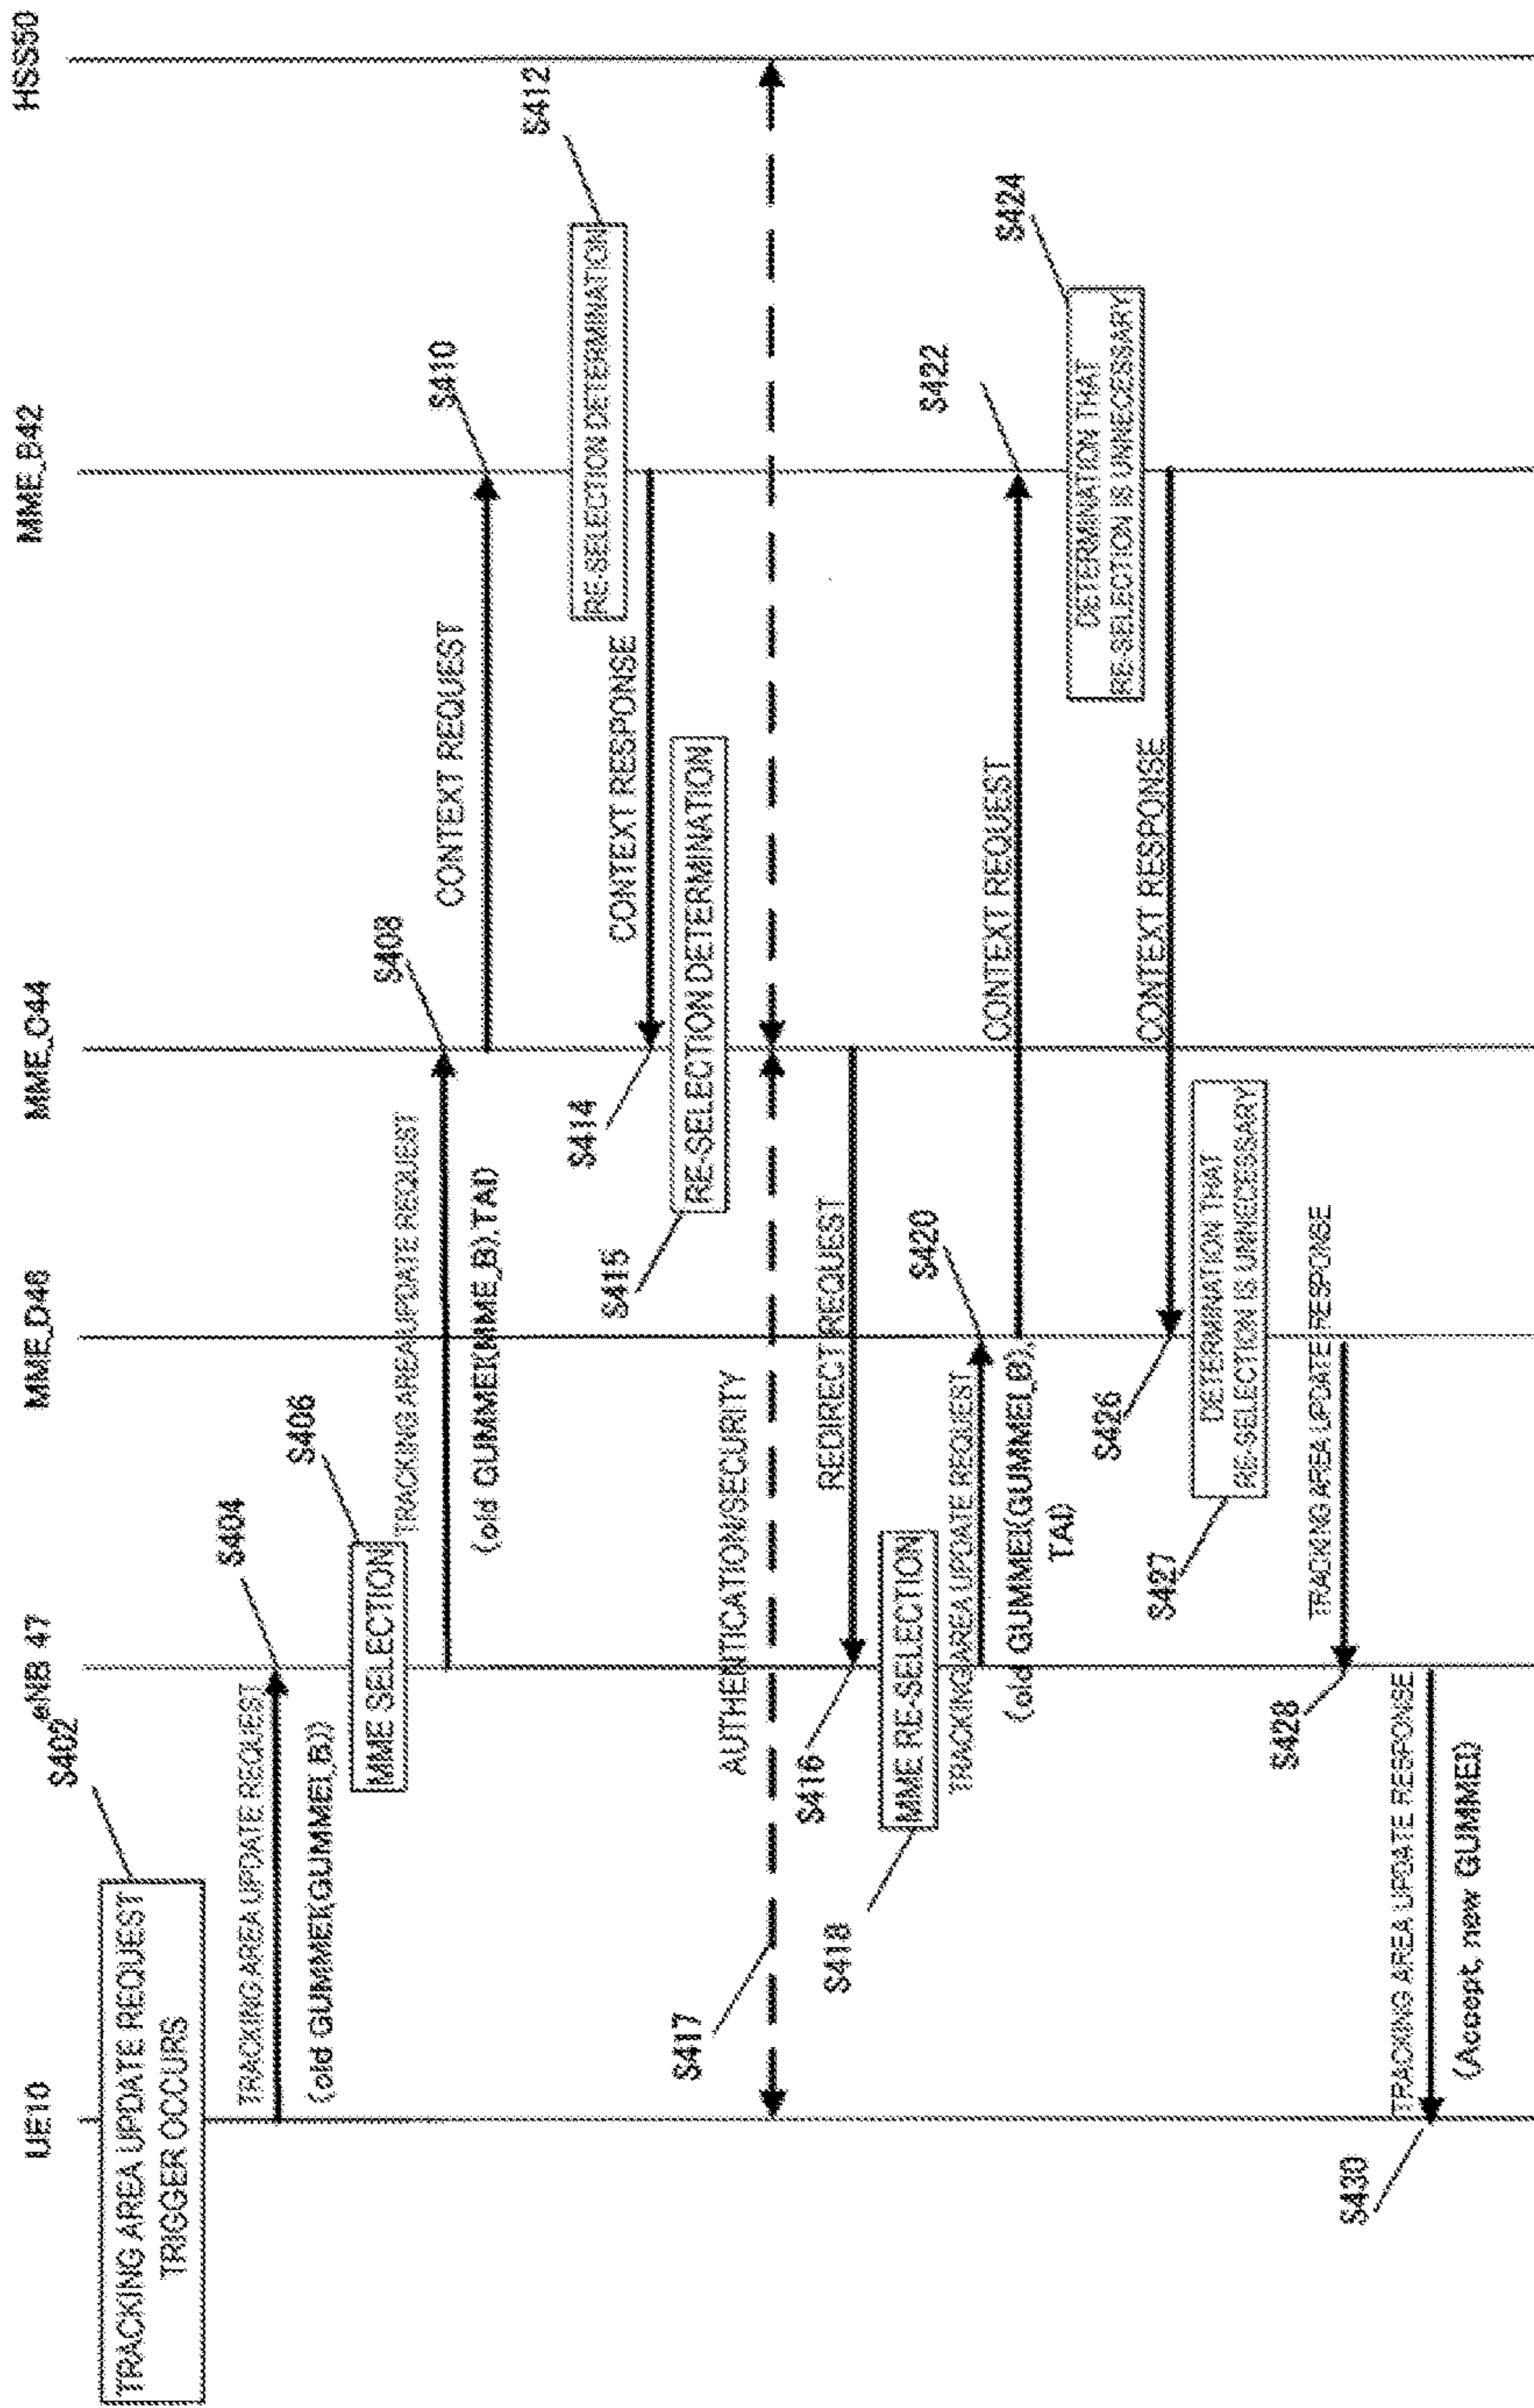 UE10
eNB 47
MME_D46
MME_C44
MME_B42
HSS50
TRACKING AREA UPDATE REQUEST
TRIGGER OCCURS
S402
TRACKING AREA UPDATE REQUEST
S404
(old GUMMEI(GUMMEI_B))
MME SELECTION
S406
TRACKING AREA UPDATE REQUEST
S408
(old GUMMEI(MME_B),TAI)
CONTEXT REQUEST
S410
RE-SELECTION DETERMINATION
S412
CONTEXT RESPONSE
S414
RE-SELECTION DETERMINATION
S415
AUTHENTICATION/SECURITY
S417
REDIRECT REQUEST
S416
MME RE-SELECTION
S418
TRACKING AREA UPDATE REQUEST
S420
(old GUMMEI(GUMMEI_B),
TAI)
CONTEXT REQUEST
S422
DETERMINATION THAT
RE-SELECTION IS UNNECESSARY
S424
CONTEXT RESPONSE
S426
DETERMINATION THAT
RE-SELECTION IS UNNECESSARY
S427
TRACKING AREA UPDATE RESPONSE
S428
TRACKING AREA UPDATE RESPONSE
S430
(Accept, new GUMMEI)